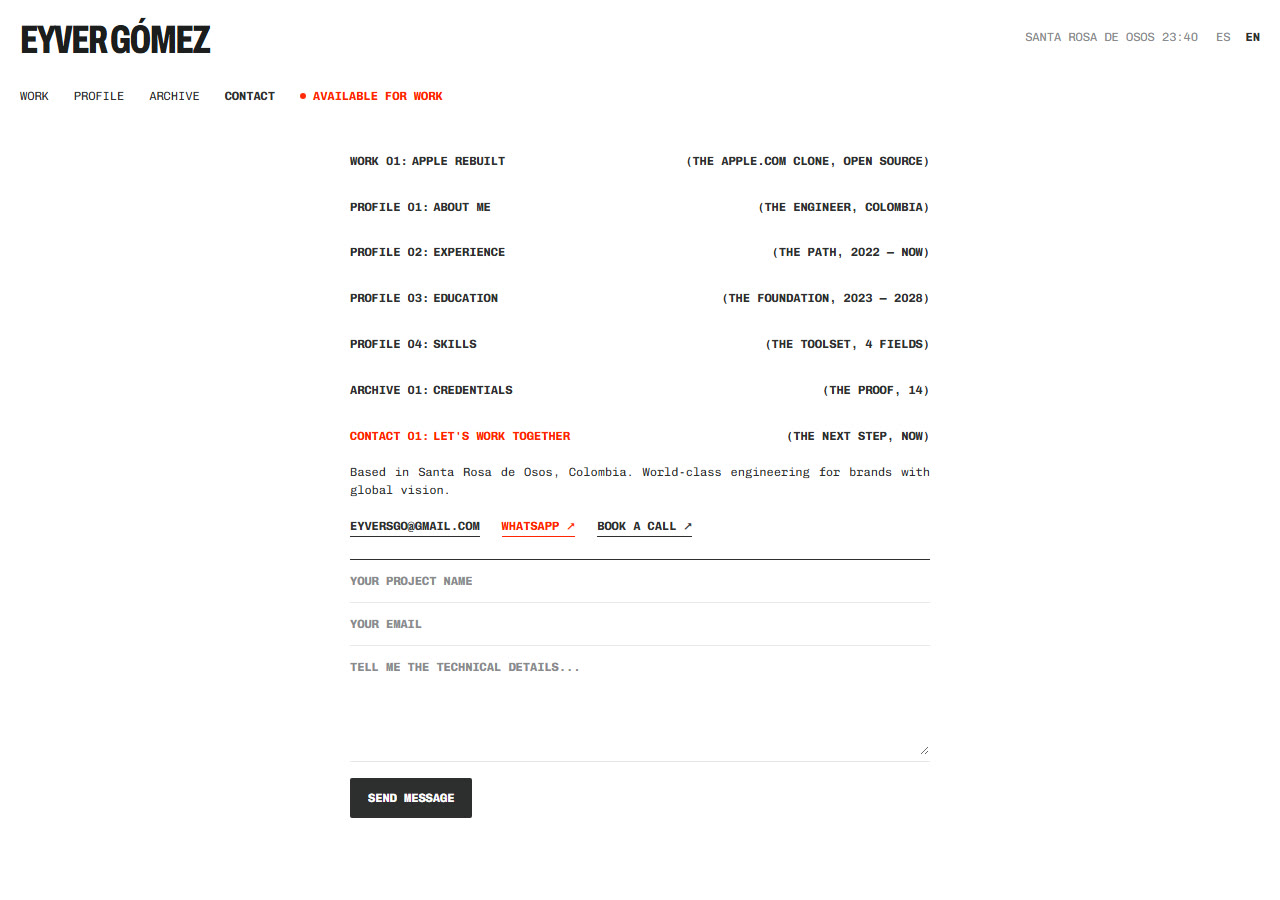 EYVER GÓMEZ
SANTA ROSA DE OSOS 23:40 ES EN
WORK PROFILE ARCHIVE CONTACT AVAILABLE FOR WORK
WORK 01: APPLE REBUILT (THE APPLE.COM CLONE, OPEN SOURCE)
PROFILE 01: ABOUT ME (THE ENGINEER, COLOMBIA)
PROFILE 02: EXPERIENCE (THE PATH, 2022 — NOW)
PROFILE 03: EDUCATION (THE FOUNDATION, 2023 — 2028)
PROFILE 04: SKILLS (THE TOOLSET, 4 FIELDS)
ARCHIVE 01: CREDENTIALS (THE PROOF, 14)
CONTACT 01: LET'S WORK TOGETHER (THE NEXT STEP, NOW)
Based in Santa Rosa de Osos, Colombia. World-class engineering for brands with
global vision.
EYVERSGO@GMAIL.COM WHATSAPP ↗ BOOK A CALL ↗
YOUR PROJECT NAME
YOUR EMAIL
TELL ME THE TECHNICAL DETAILS...
SEND MESSAGE